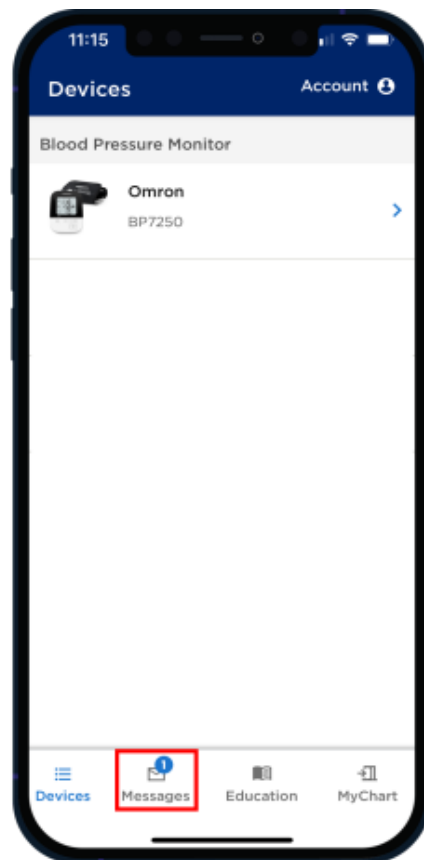 11:15
Devices Account
Blood Pressure Monitor
Omron
BP7250
1
Devices Messages Education MyChart